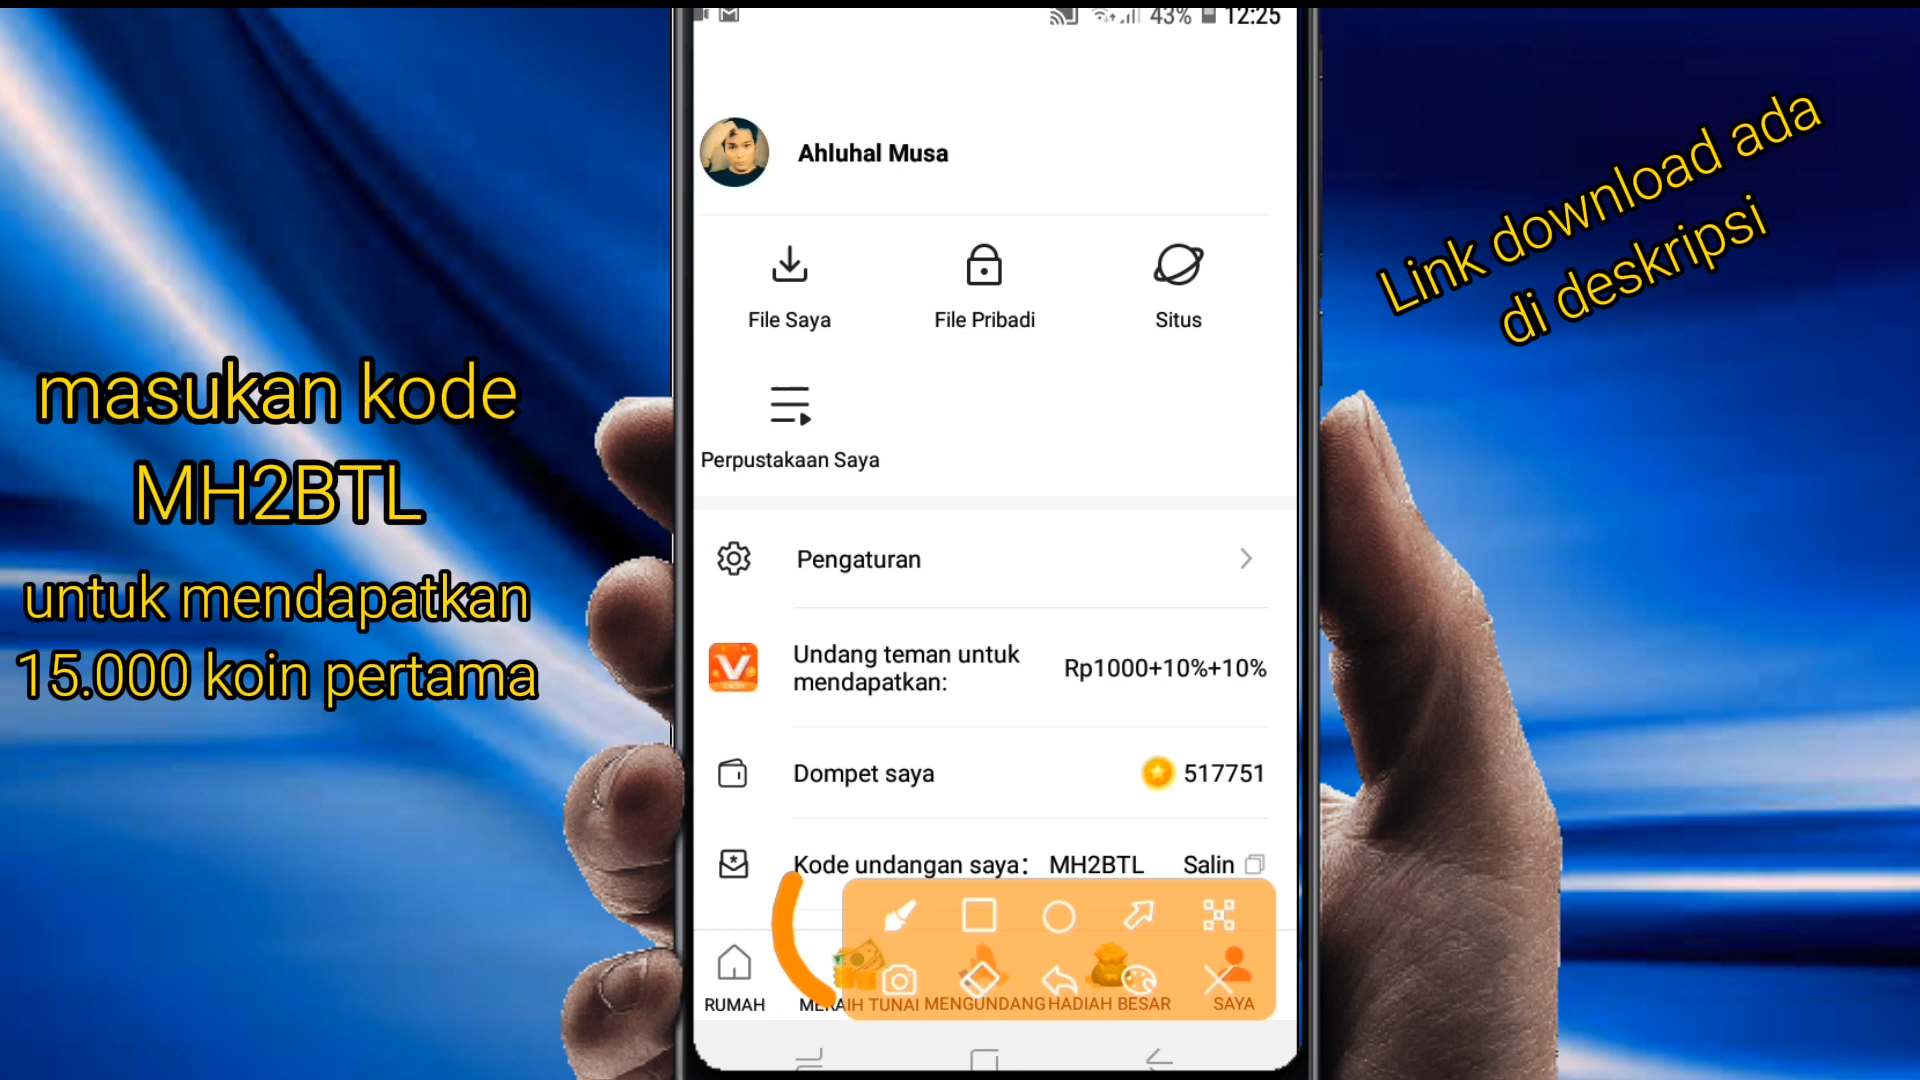 43% 12:25
Ahluhal Musa
File Saya
File Pribadi
Situs
Perpustakaan Saya
Pengaturan
Undang teman untuk
mendapatkan:
Rp1000+10%+10%
Dompet saya
517751
Kode undangan saya: MH2BTL Salin
RUMAH
MERAIH TUNAI
MENGUNDANG
HADIAH BESAR
SAYA
masukan kode
MH2BTL
untuk mendapatkan
15.000 koin pertama
Link download ada
di deskripsi